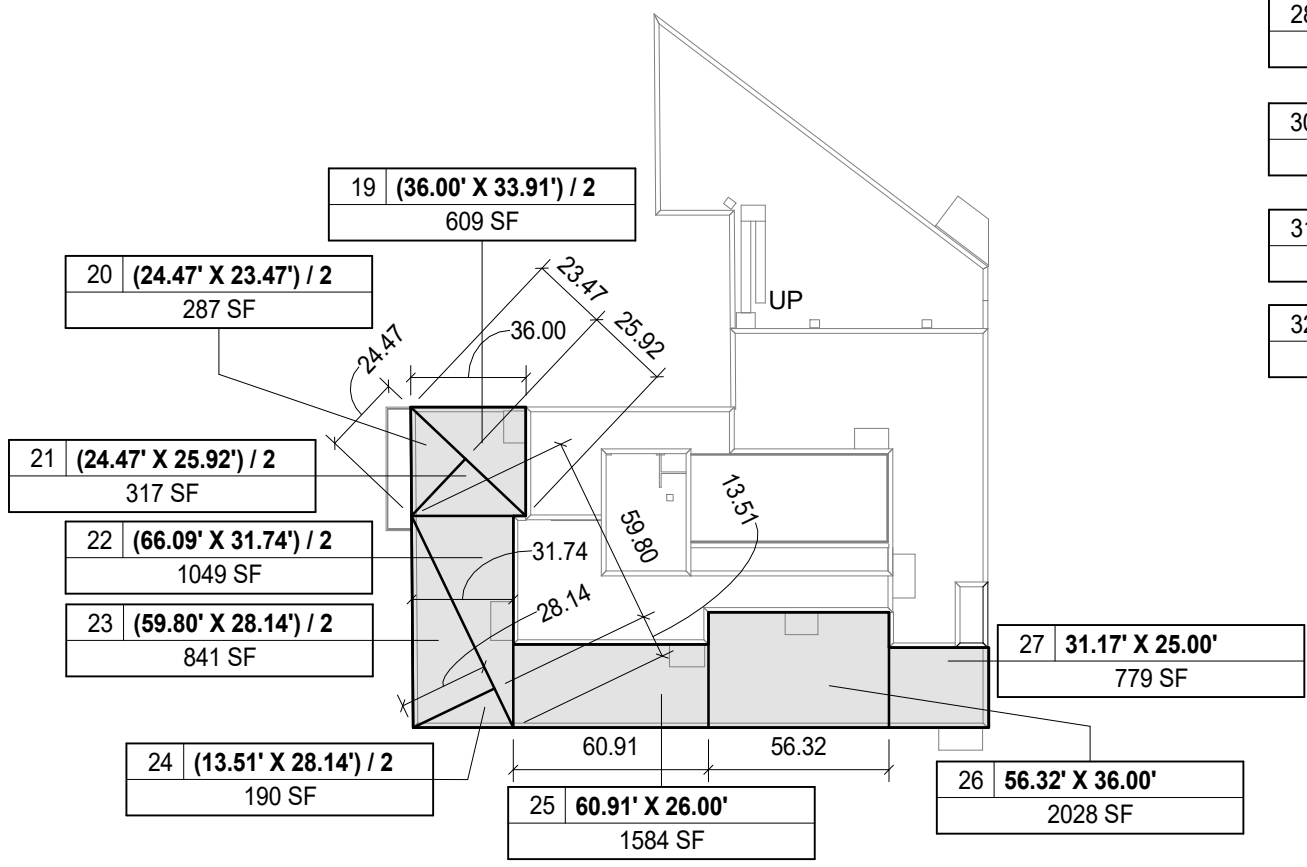 28
30
31
32
19 (36.00' X 33.91') / 2
609 SF
20 (24.47' X 23.47') / 2
287 SF
23.47
UP
36.00
25.92
24.47
21 (24.47' X 25.92') / 2
317 SF
13.51
59.80
22 (66.09' X 31.74') / 2
1049 SF
31.74
28.14
23 (59.80' X 28.14') / 2
841 SF
27 31.17' X 25.00'
779 SF
24 (13.51' X 28.14') / 2
190 SF
60.91
56.32
25 60.91' X 26.00'
1584 SF
26 56.32' X 36.00'
2028 SF